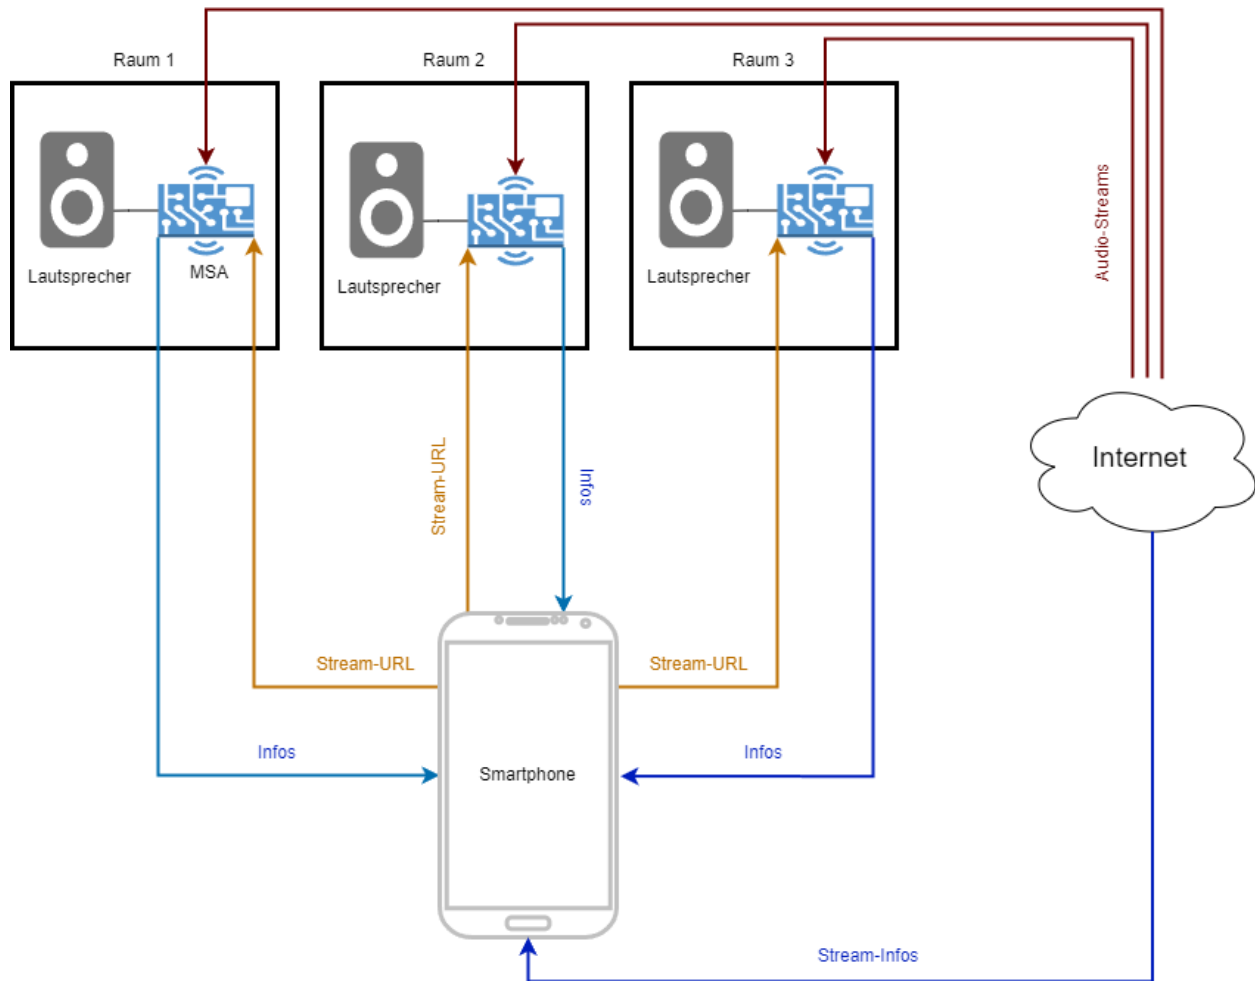 Raum 1
Raum 2
Raum 3
Lautsprecher
MSA
Lautsprecher
Lautsprecher
Audio-Streams
Internet
Stream-URL
Infos
Stream-URL
Stream-URL
Infos
Infos
Smartphone
Stream-Infos